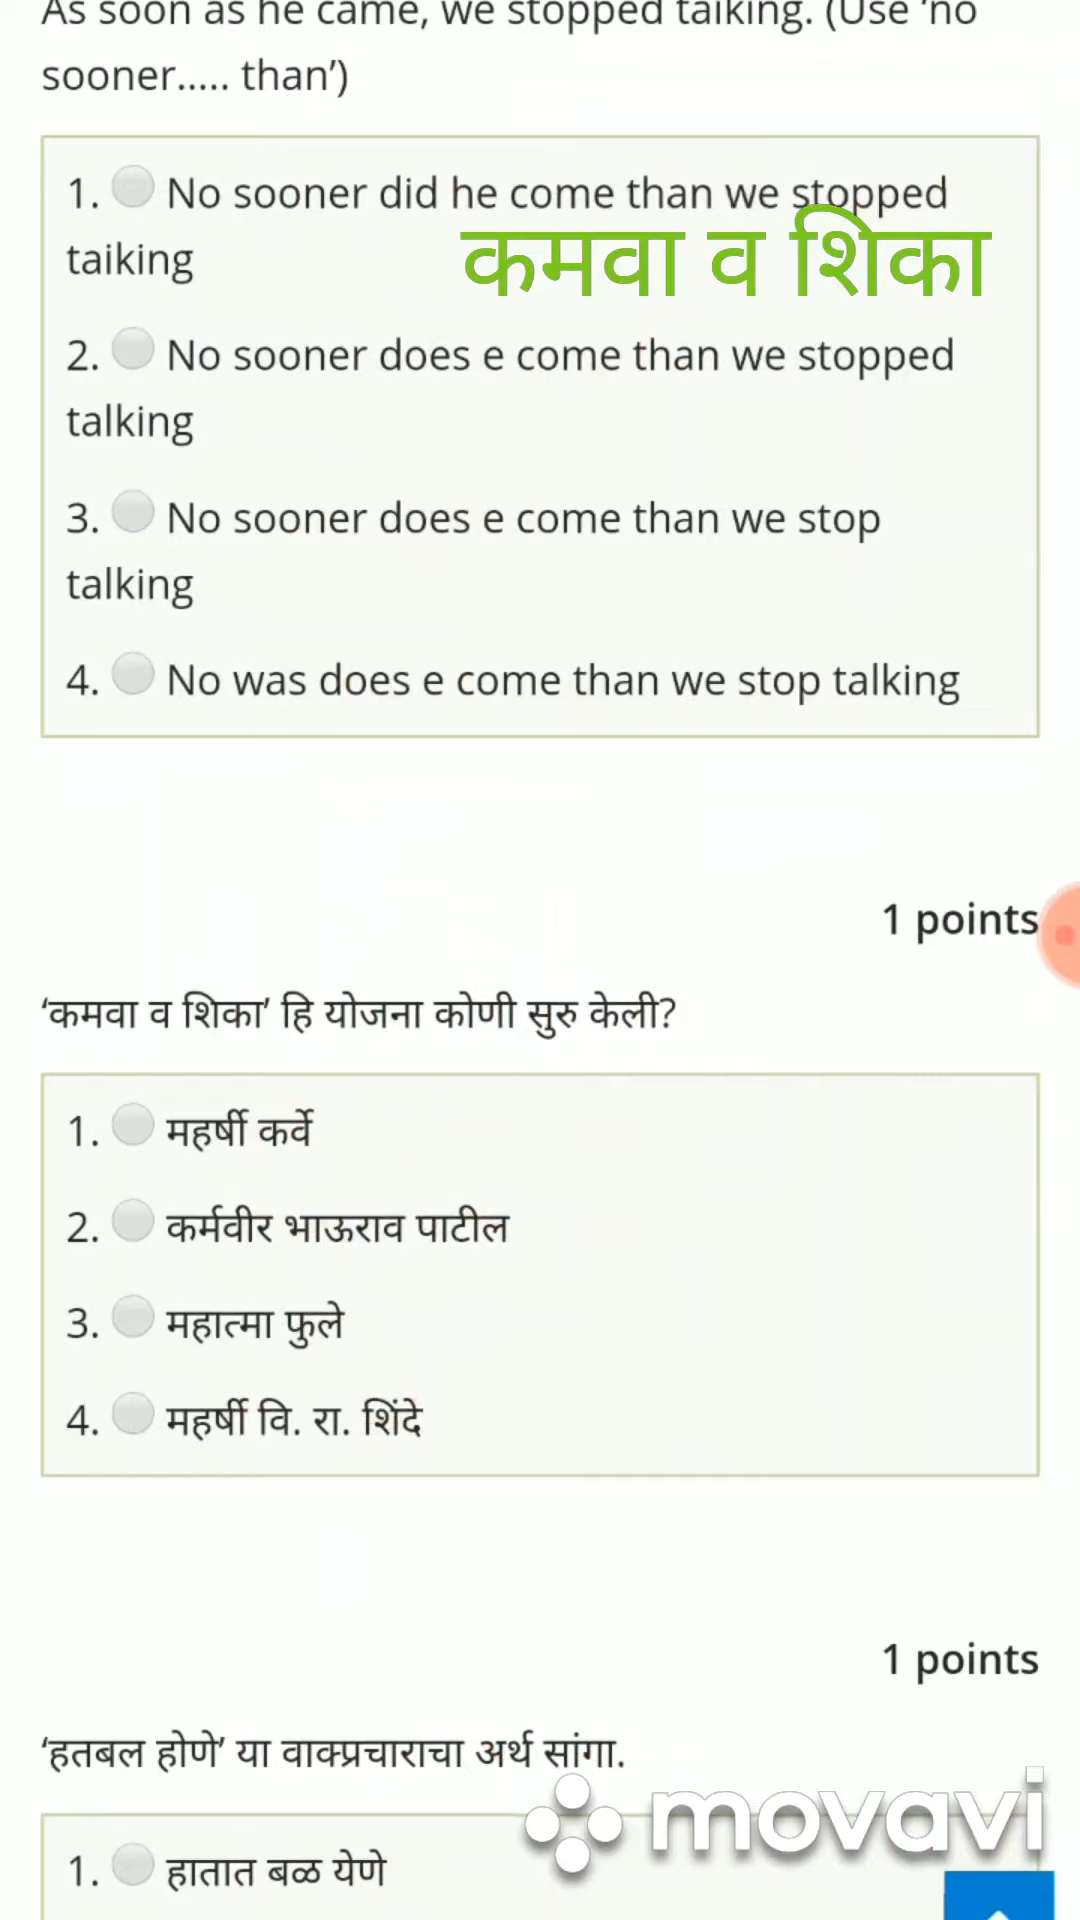 As soon as he came, we stopped talking. (Use ‘no
sooner..... than’)
1. No sooner did he come than we stopped
taiking
कमवा व शिका
2. No sooner does e come than we stopped
talking
3. No sooner does e come than we stop
talking
4. No was does e come than we stop talking
1 points
‘कमवा व शिका’ हि योजना कोणी सुरु केली?
1. महर्षी कर्वे
2. कर्मवीर भाऊराव पाटील
3. महात्मा फुले
4. महर्षी वि. रा. शिंदे
1 points
‘हतबल होणे’ या वाक्प्रचाराचा अर्थ सांगा.
movavi
1. हातात बळ येणे